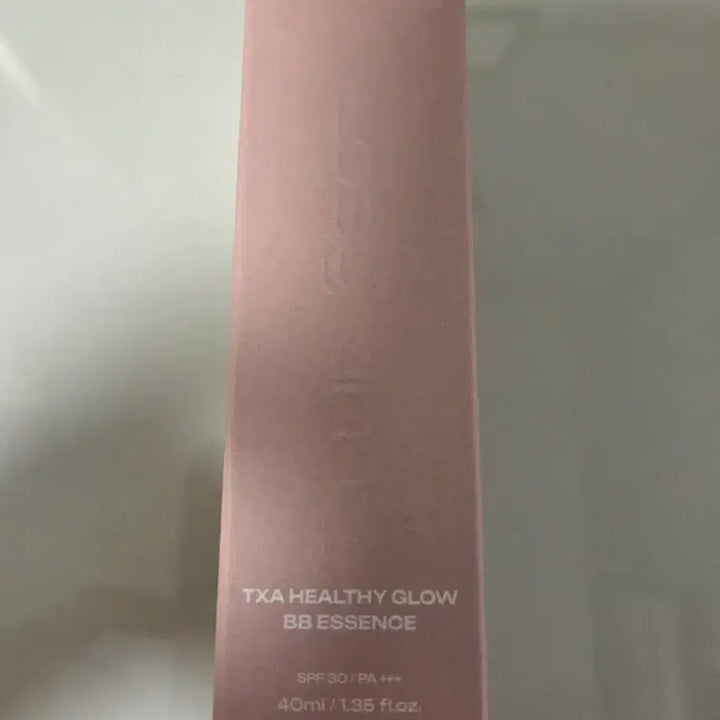 TXA HEALTHY GLOW
BB ESSENCE
SPF 30 / PA +++
40ml / 1.35 fl.oz.